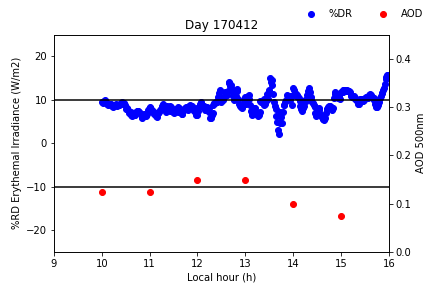 %DR AOD
Day 170412
%RD Erythermal Irradiance (W/m2)
20
10
0
−10
−20
0.4
0.3
0.2
0.1
0.0
AOD 500nm
9 10 11 12 13 14 15 16
Local hour (h)